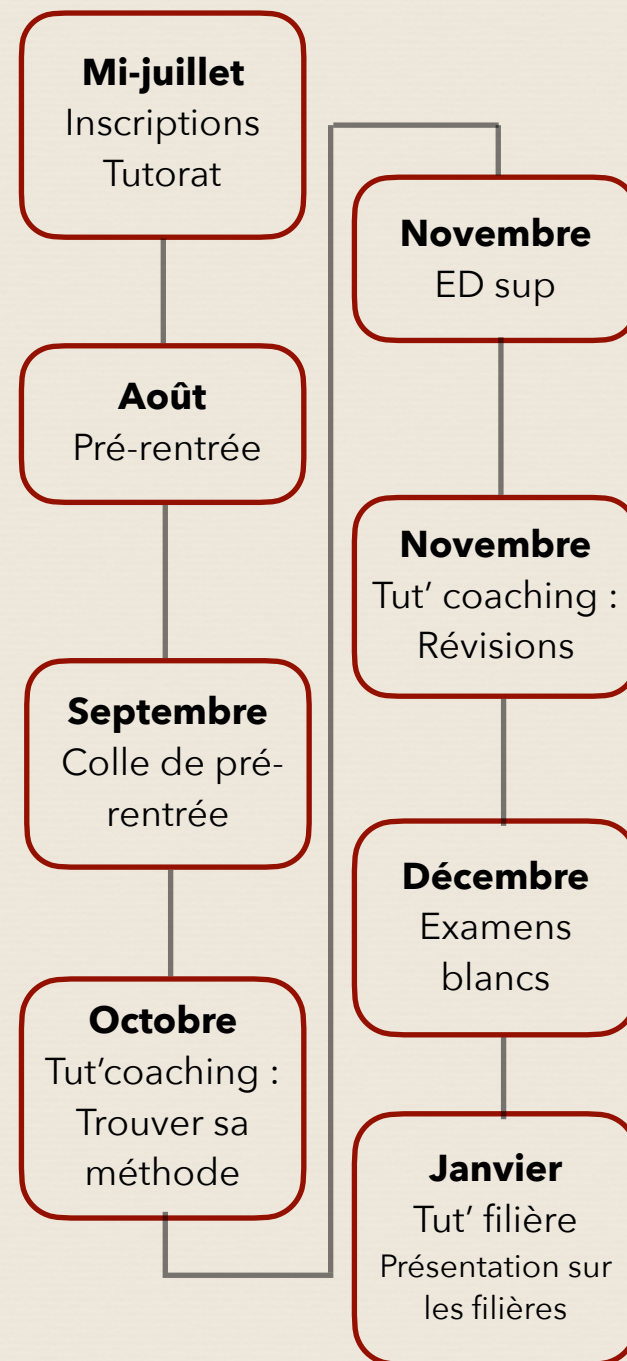 Mi-juillet
Inscriptions
Tutorat
Août
Pré-rentrée
Septembre
Colle de pré-
rentrée
Octobre
Tut’coaching :
Trouver sa
méthode
Novembre
ED sup
Novembre
Tut’ coaching :
Révisions
Décembre
Examens
blancs
Janvier
Tut’ filière
Présentation sur
les filières